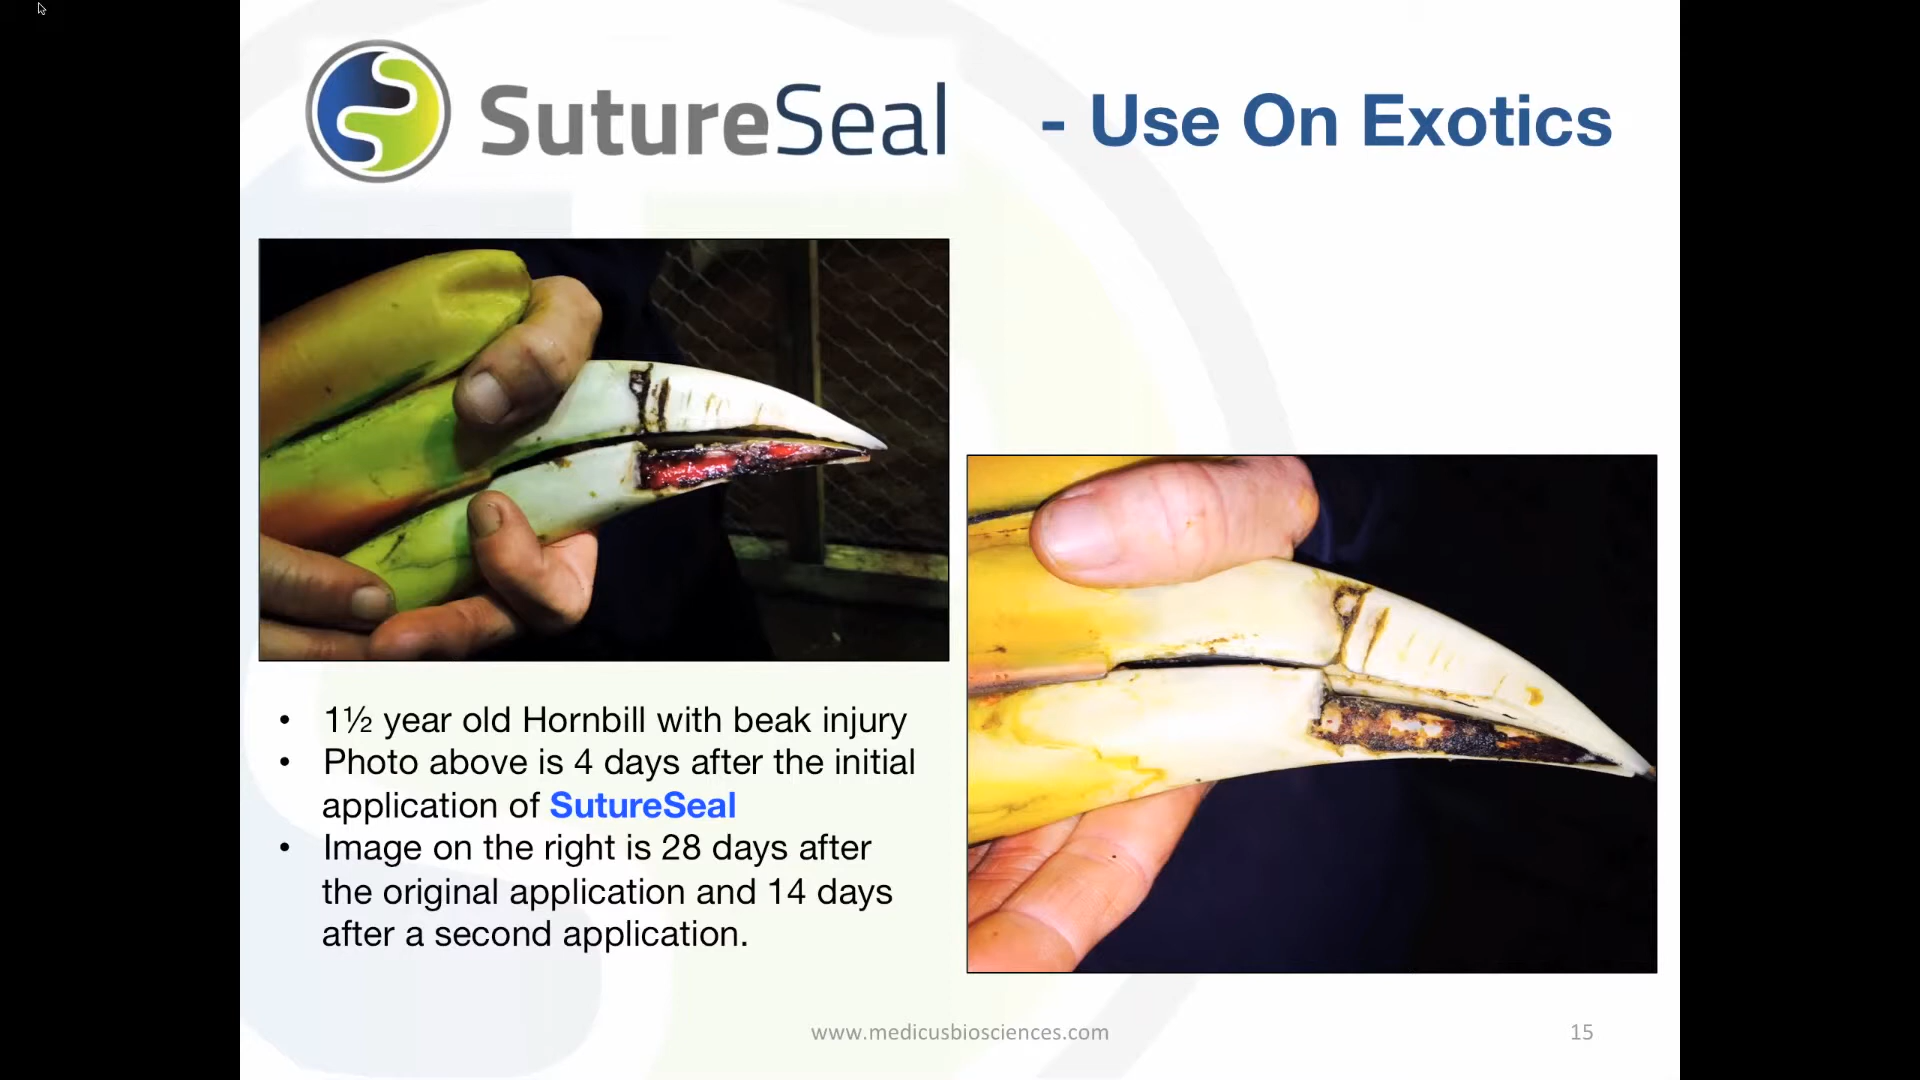 SutureSeal - Use On Exotics
• 1½ year old Hornbill with beak injury
• Photo above is 4 days after the initial
application of SutureSeal
• Image on the right is 28 days after
the original application and 14 days
after a second application.
www.medicusbiosciences.com 15